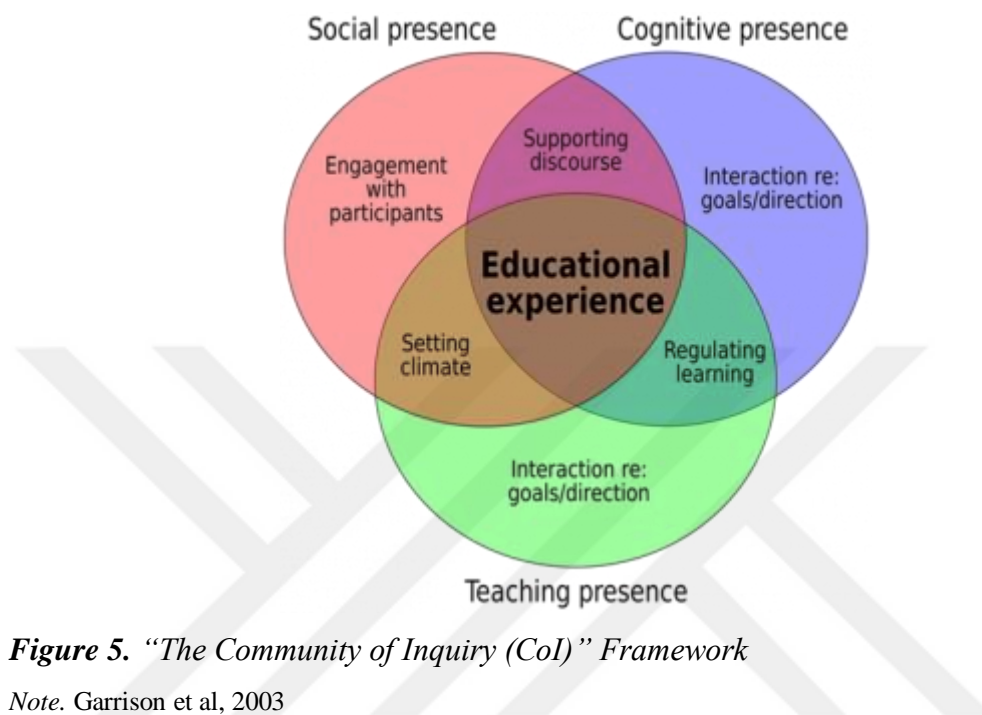 Social presence
Cognitive presence
Supporting
discourse
Engagement
with
participants
Interaction re:
goals/direction
Educational
experience
Setting
climate
Regulating
learning
Interaction re:
goals/direction
Teaching presence
Figure 5. “The Community of Inquiry (CoI)” Framework
Note. Garrison et al, 2003